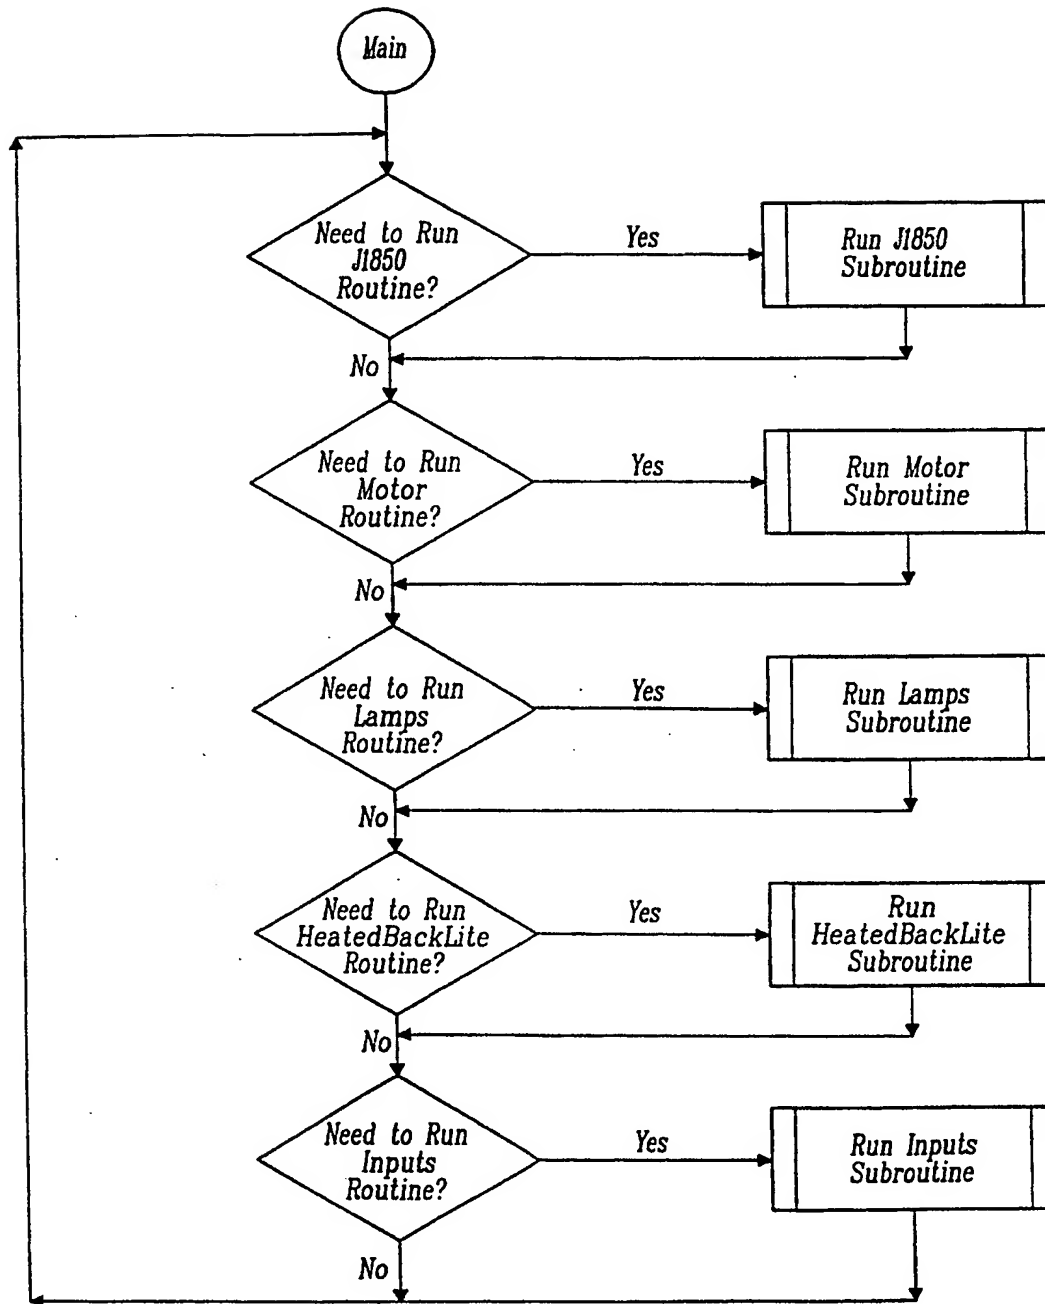 Main
Need to Run
J1850
Routine?
Yes
Run J1850
Subroutine
No
Need to Run
Motor
Routine?
Yes
Run Motor
Subroutine
No
Need to Run
Lamps
Routine?
Yes
Run Lamps
Subroutine
No
Need to Run
HeatedBackLite
Routine?
Yes
Run
HeatedBackLite
Subroutine
No
Need to Run
Inputs
Routine?
Yes
Run Inputs
Subroutine
No